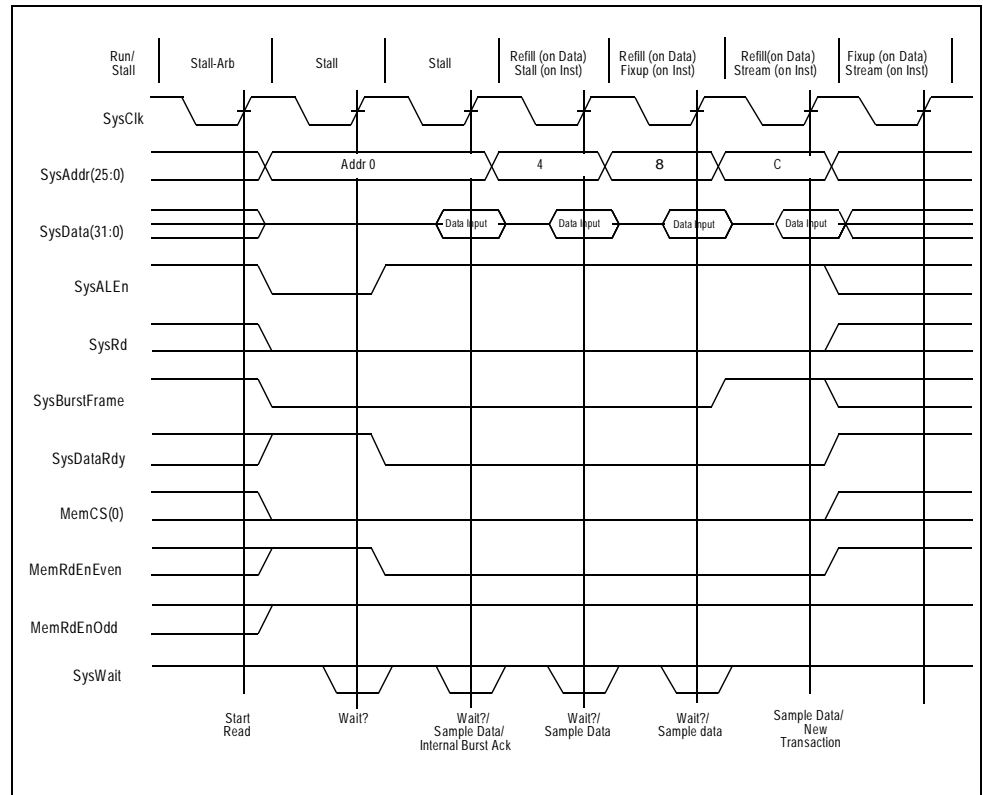 Run/
Stall
Stall-Arb
Stall
Stall
Refill (on Data)
Stall (on Inst)
Refill (on Data)
Fixup (on Inst)
Refill(on Data)
Stream (on Inst)
Fixup (on Data)
Stream (on Inst)
SysClk
SysAddr(25:0)
Addr 0
4
8
C
SysData(31:0)
Data Input
Data Input
Data Input
Data Input
SysALEn
SysRd
SysBurstFrame
SysDataRdy
MemCS(0)
MemRdEnEven
MemRdEnOdd
SysWait
Start
Read
Wait?
Wait?/
Sample Data/
Internal Burst Ack
Wait?/
Sample Data
Wait?/
Sample data
Sample Data/
New
Transaction